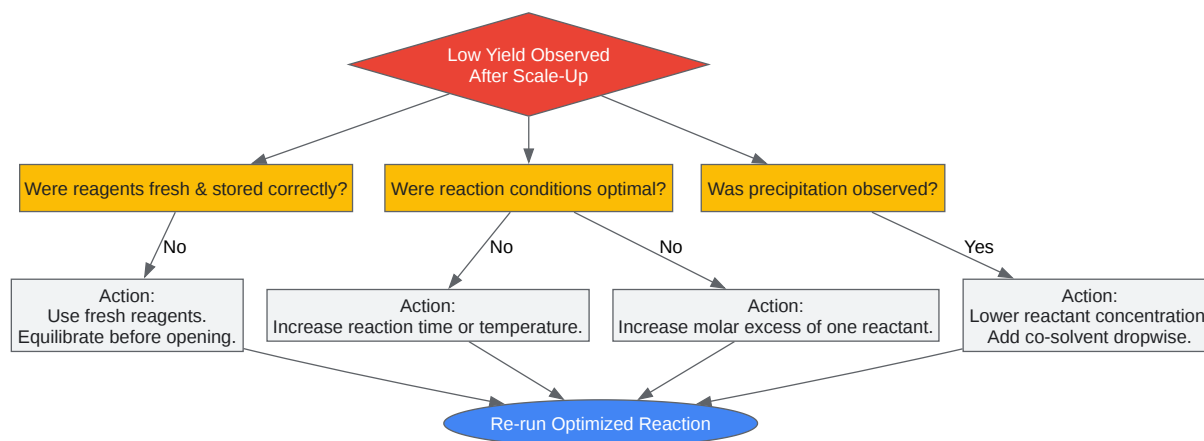 Low Yield Observed
After Scale-Up
Were reagents fresh & stored correctly?
Were reaction conditions optimal?
Was precipitation observed?
No
No
No
Yes
Action:
Use fresh reagents.
Equilibrate before opening.
Action:
Increase reaction time or temperature.
Action:
Increase molar excess of one reactant.
Action:
Lower reactant concentration
Add co-solvent dropwise.
Re-run Optimized Reaction